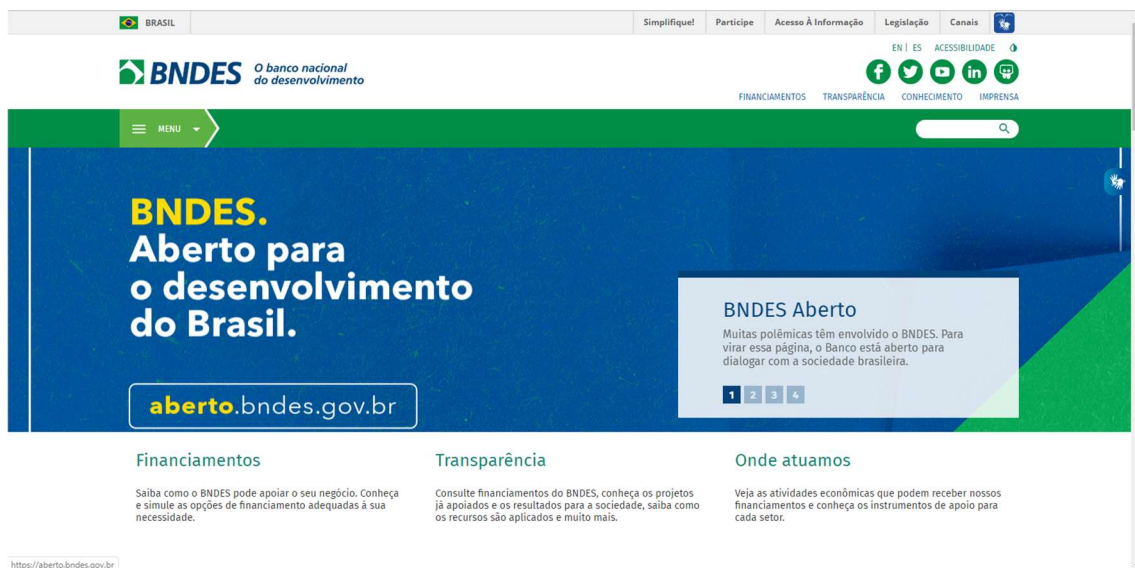 BRASIL
Simplifique! Participe Acesso À Informação Legislação Canais
EN | ES ACESSIBILIDADE
BNDES O banco nacional
do desenvolvimento
FINANCIAMENTOS TRANSPARÊNCIA CONHECIMENTO IMPRENSA
MENU
BNDES.
Aberto para
o desenvolvimento
do Brasil.
aberto.bndes.gov.br
BNDES Aberto
Muitas polêmicas têm envolvido o BNDES. Para
virar essa página, o Banco está aberto para
dialogar com a sociedade brasileira.
1 2 3 4
Financiamentos
Saiba como o BNDES pode apoiar o seu negócio. Conheça
e simule as opções de financiamento adequadas à sua
necessidade.
Transparência
Consulte financiamentos do BNDES, conheça os projetos
já apoiados e os resultados para a sociedade, saiba como
os recursos são aplicados e muito mais.
Onde atuamos
Veja as atividades econômicas que podem receber nossos
financiamentos e conheça os instrumentos de apoio para
cada setor.
https://aberto.bndes.gov.br